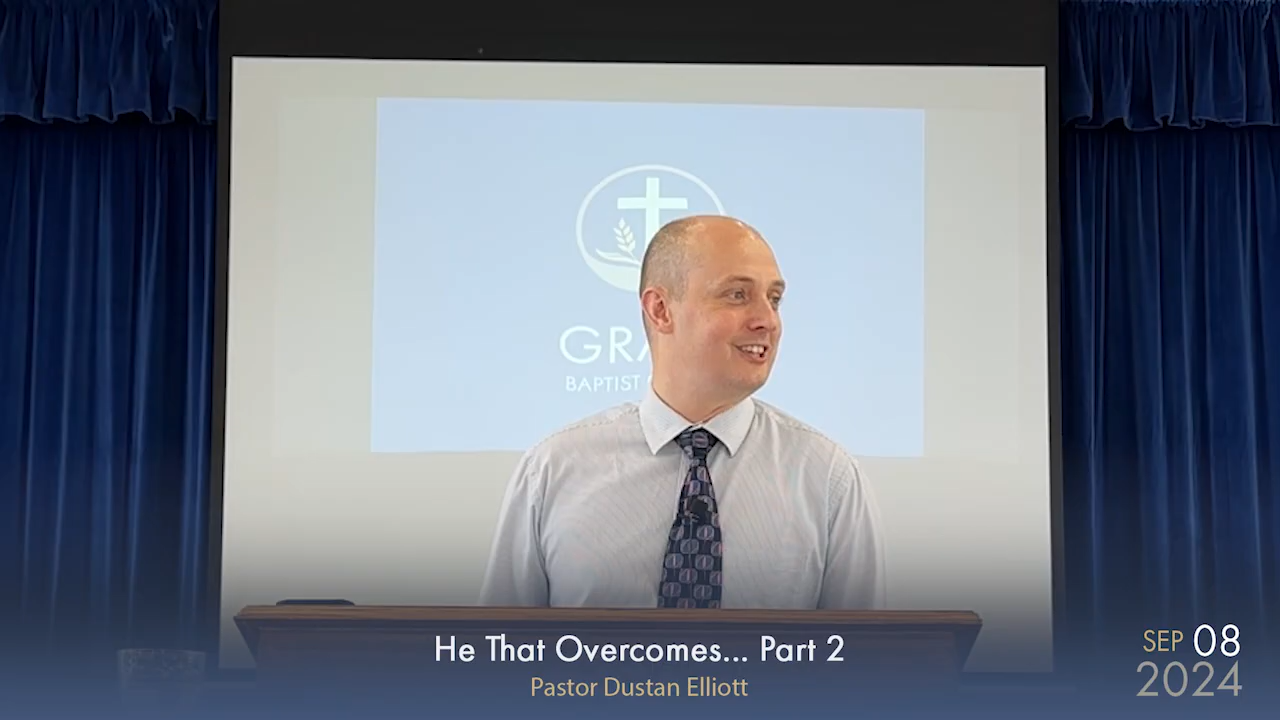 GRA
BAPTIST
He That Overcomes... Part 2
Pastor Dustan Elliott
SEP 08
2024